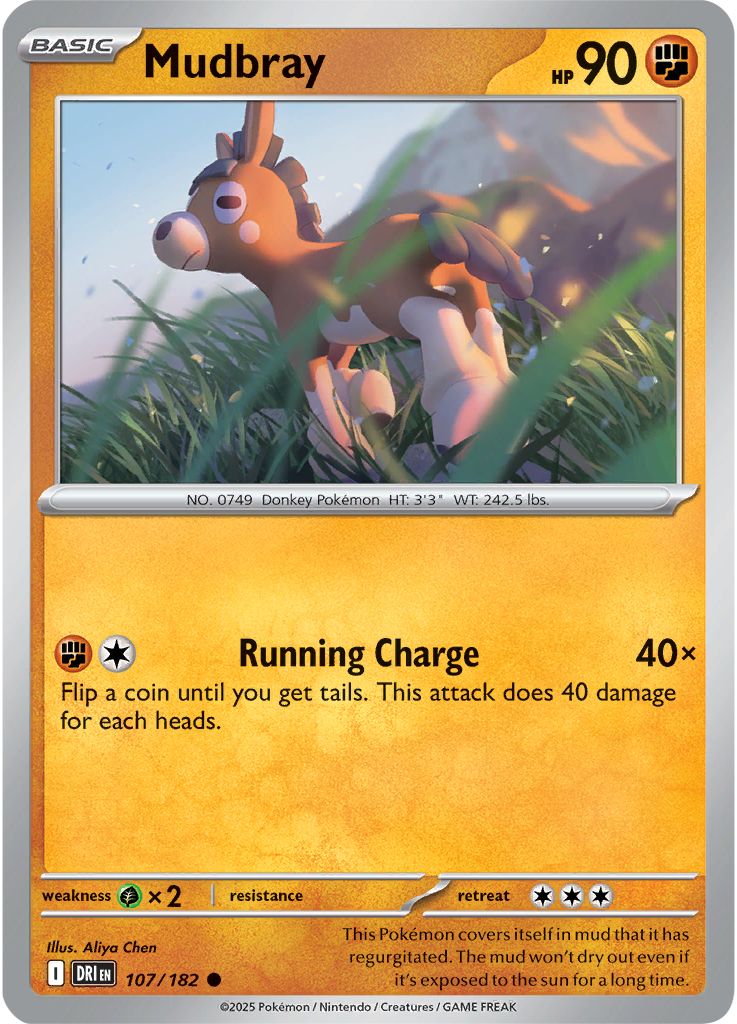 BASIC
Mudbray
HP 90
NO. 0749 Donkey Pokémon HT: 3'3" WT: 242.5 lbs.
Running Charge 40×
Flip a coin until you get tails. This attack does 40 damage
for each heads.
weakness ×2 resistance retreat
Illus. Aliya Chen
This Pokémon covers itself in mud that it has
regurgitated. The mud won't dry out even if
it's exposed to the sun for a long time.
I DRI EN 107/182
©2025 Pokémon / Nintendo / Creatures / GAME FREAK